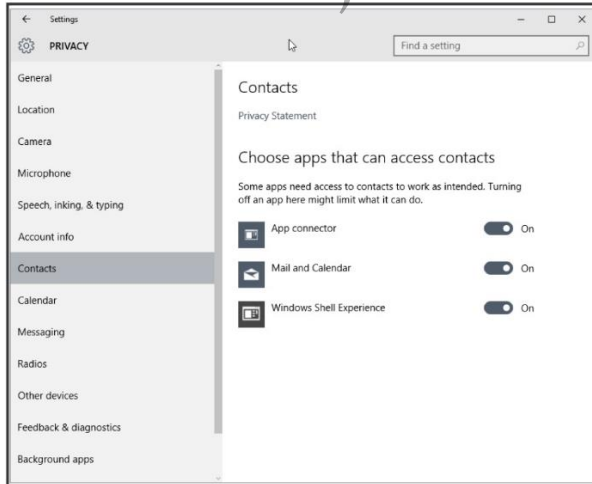 Settings
PRIVACY
Find a setting
General
Location
Camera
Microphone
Speech, inking, & typing
Account info
Contacts
Calendar
Messaging
Radios
Other devices
Feedback & diagnostics
Background apps
Contacts
Privacy Statement
Choose apps that can access contacts
Some apps need access to contacts to work as intended. Turning
off an app here might limit what it can do.
App connector On
Mail and Calendar On
Windows Shell Experience On